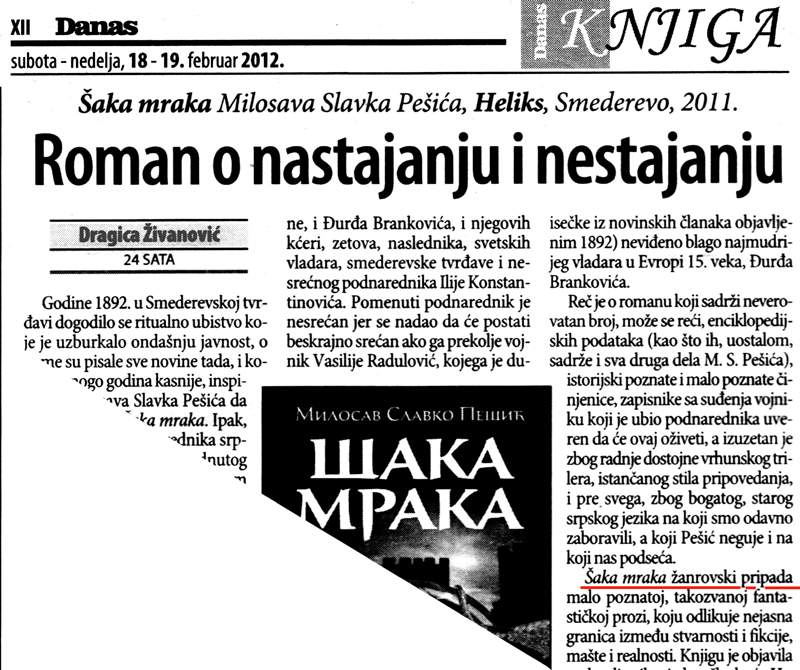 XII Danas
subota - nedelja, 18 - 19. februar 2012.
Danas
KNJIGA
Šaka mraka Milosava Slavka Pešića, Heliks, Smederevo, 2011.
Roman o nastajanju i nestajanju
Dragica Živanović
24 SATA
Godine 1892. u Smederevskoj tvr-
đavi dogodilo se ritualno ubistvo ko-
je je uzburkalo ondašnju javnost, o
me su pisale sve novine tada, i ko-
nogo godina kasnije, inspi-
ava Slavka Pešića da
ka mraka. Ipak,
ednika srp-
nutog
ne, i Đurđa Brankovića, i njegovih
kćeri, zetova, naslednika, svetskih
vladara, smederevske tvrđave i ne-
srećnog podnarednika Ilije Konstan-
tinovića. Pomenuti podnarednik je
nesrećan jer se nadao da će postati
beskrajno srećan ako ga prekolje voj-
nik Vasilije Radulović, kojega je du-
МИЛОСАВ СЛАВКО ПЕШИЋ
ШАКА
МРАКА
isečke iz novinskih članaka objavlje-
nim 1892) neviđeno blago najmudri-
jeg vladara u Evropi 15. veka, Đurđa
Brankovića.
Reč je o romanu koji sadrži nevero-
vatan broj, može se reći, enciklopedij-
skih podataka (kao što ih, uostalom,
sadrže i sva druga dela M. S. Pešića),
istorijski poznate i malo poznate či-
njenice, zapisnike sa suđenja vojni-
ku koji je ubio podnarednika uve-
ren da će ovaj oživeti, a izuzetan je
zbog radnje dostojne vrhunskog tri-
lera, istančanog stila pripovedanja,
i pre svega, zbog bogatog, starog
srpskog jezika na koji smo odavno
zaboravili, a koji Pešić neguje i na
koji nas podseća.
Šaka mraka žanrovski pripada
malo poznatoj, takozvanoj fanta-
stičkoj prozi, koju odlikuje nejasna
granica između stvarnosti i fikcije,
mašte i realnosti. Knjigu je objavila